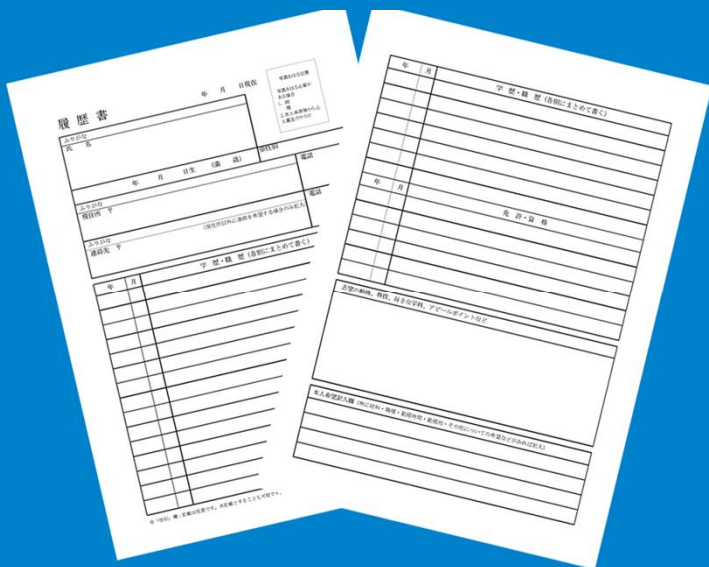 履歴書
年 月 日現在
写真をはる位置
写真をはる必要が
ある場合
1. 縦
横
2. 本人単身胸から上
3. 裏面のりづけ
ふりがな
氏 名
年 月 日生 (満 歳)
※性別
ふりがな
電話
現住所 〒
ふりがな
電話
連絡先 〒
(現住所以外に連絡を希望する場合のみ記入)
年 月 学 歴・職 歴 (各別にまとめて書く)
※「性別」欄:記載は任意です。未記載とすることも可能です。
年 月 学 歴・職 歴 (各別にまとめて書く)
年 月 免 許・資 格
志望の動機、特技、好きな学科、アピールポイントなど
本人希望記入欄 (特に給料・職種・勤務時間・勤務地・その他についての希望などがあれば記入)